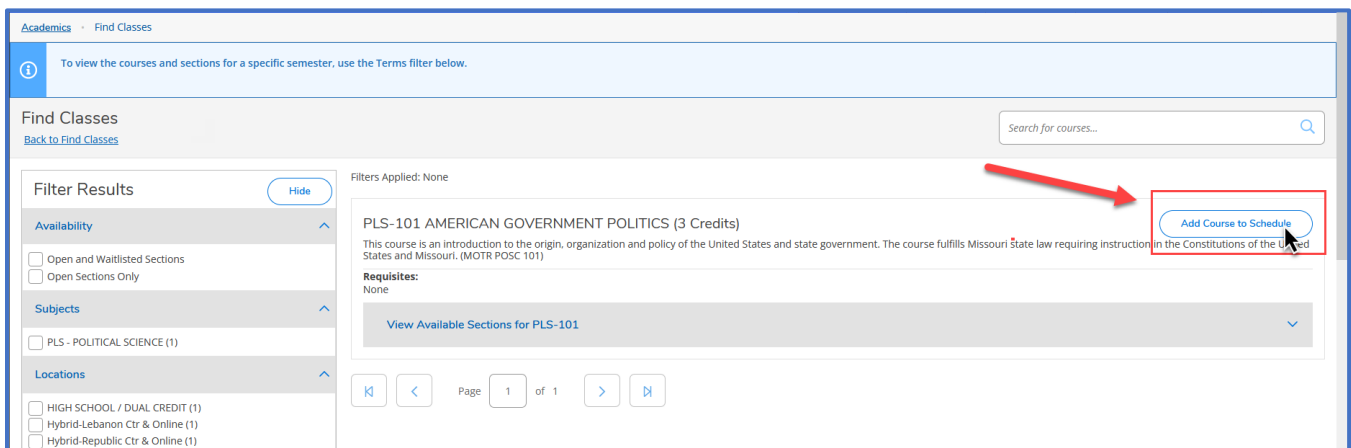 Academics · Find Classes
To view the courses and sections for a specific semester, use the Terms filter below.
Find Classes
Back to Find Classes
Search for courses...
Filter Results
Hide
Availability
Open and Waitlisted Sections
Open Sections Only
Subjects
PLS - POLITICAL SCIENCE (1)
Locations
HIGH SCHOOL / DUAL CREDIT (1)
Hybrid-Lebanon Ctr & Online (1)
Hybrid-Republic Ctr & Online (1)
Filters Applied: None
PLS-101 AMERICAN GOVERNMENT POLITICS (3 Credits)
Add Course to Schedule
This course is an introduction to the origin, organization and policy of the United States and state government. The course fulfills Missouri state law requiring instruction in the Constitutions of the United
States and Missouri. (MOTR POSC 101)
Requisites:
None
View Available Sections for PLS-101
Page 1 of 1